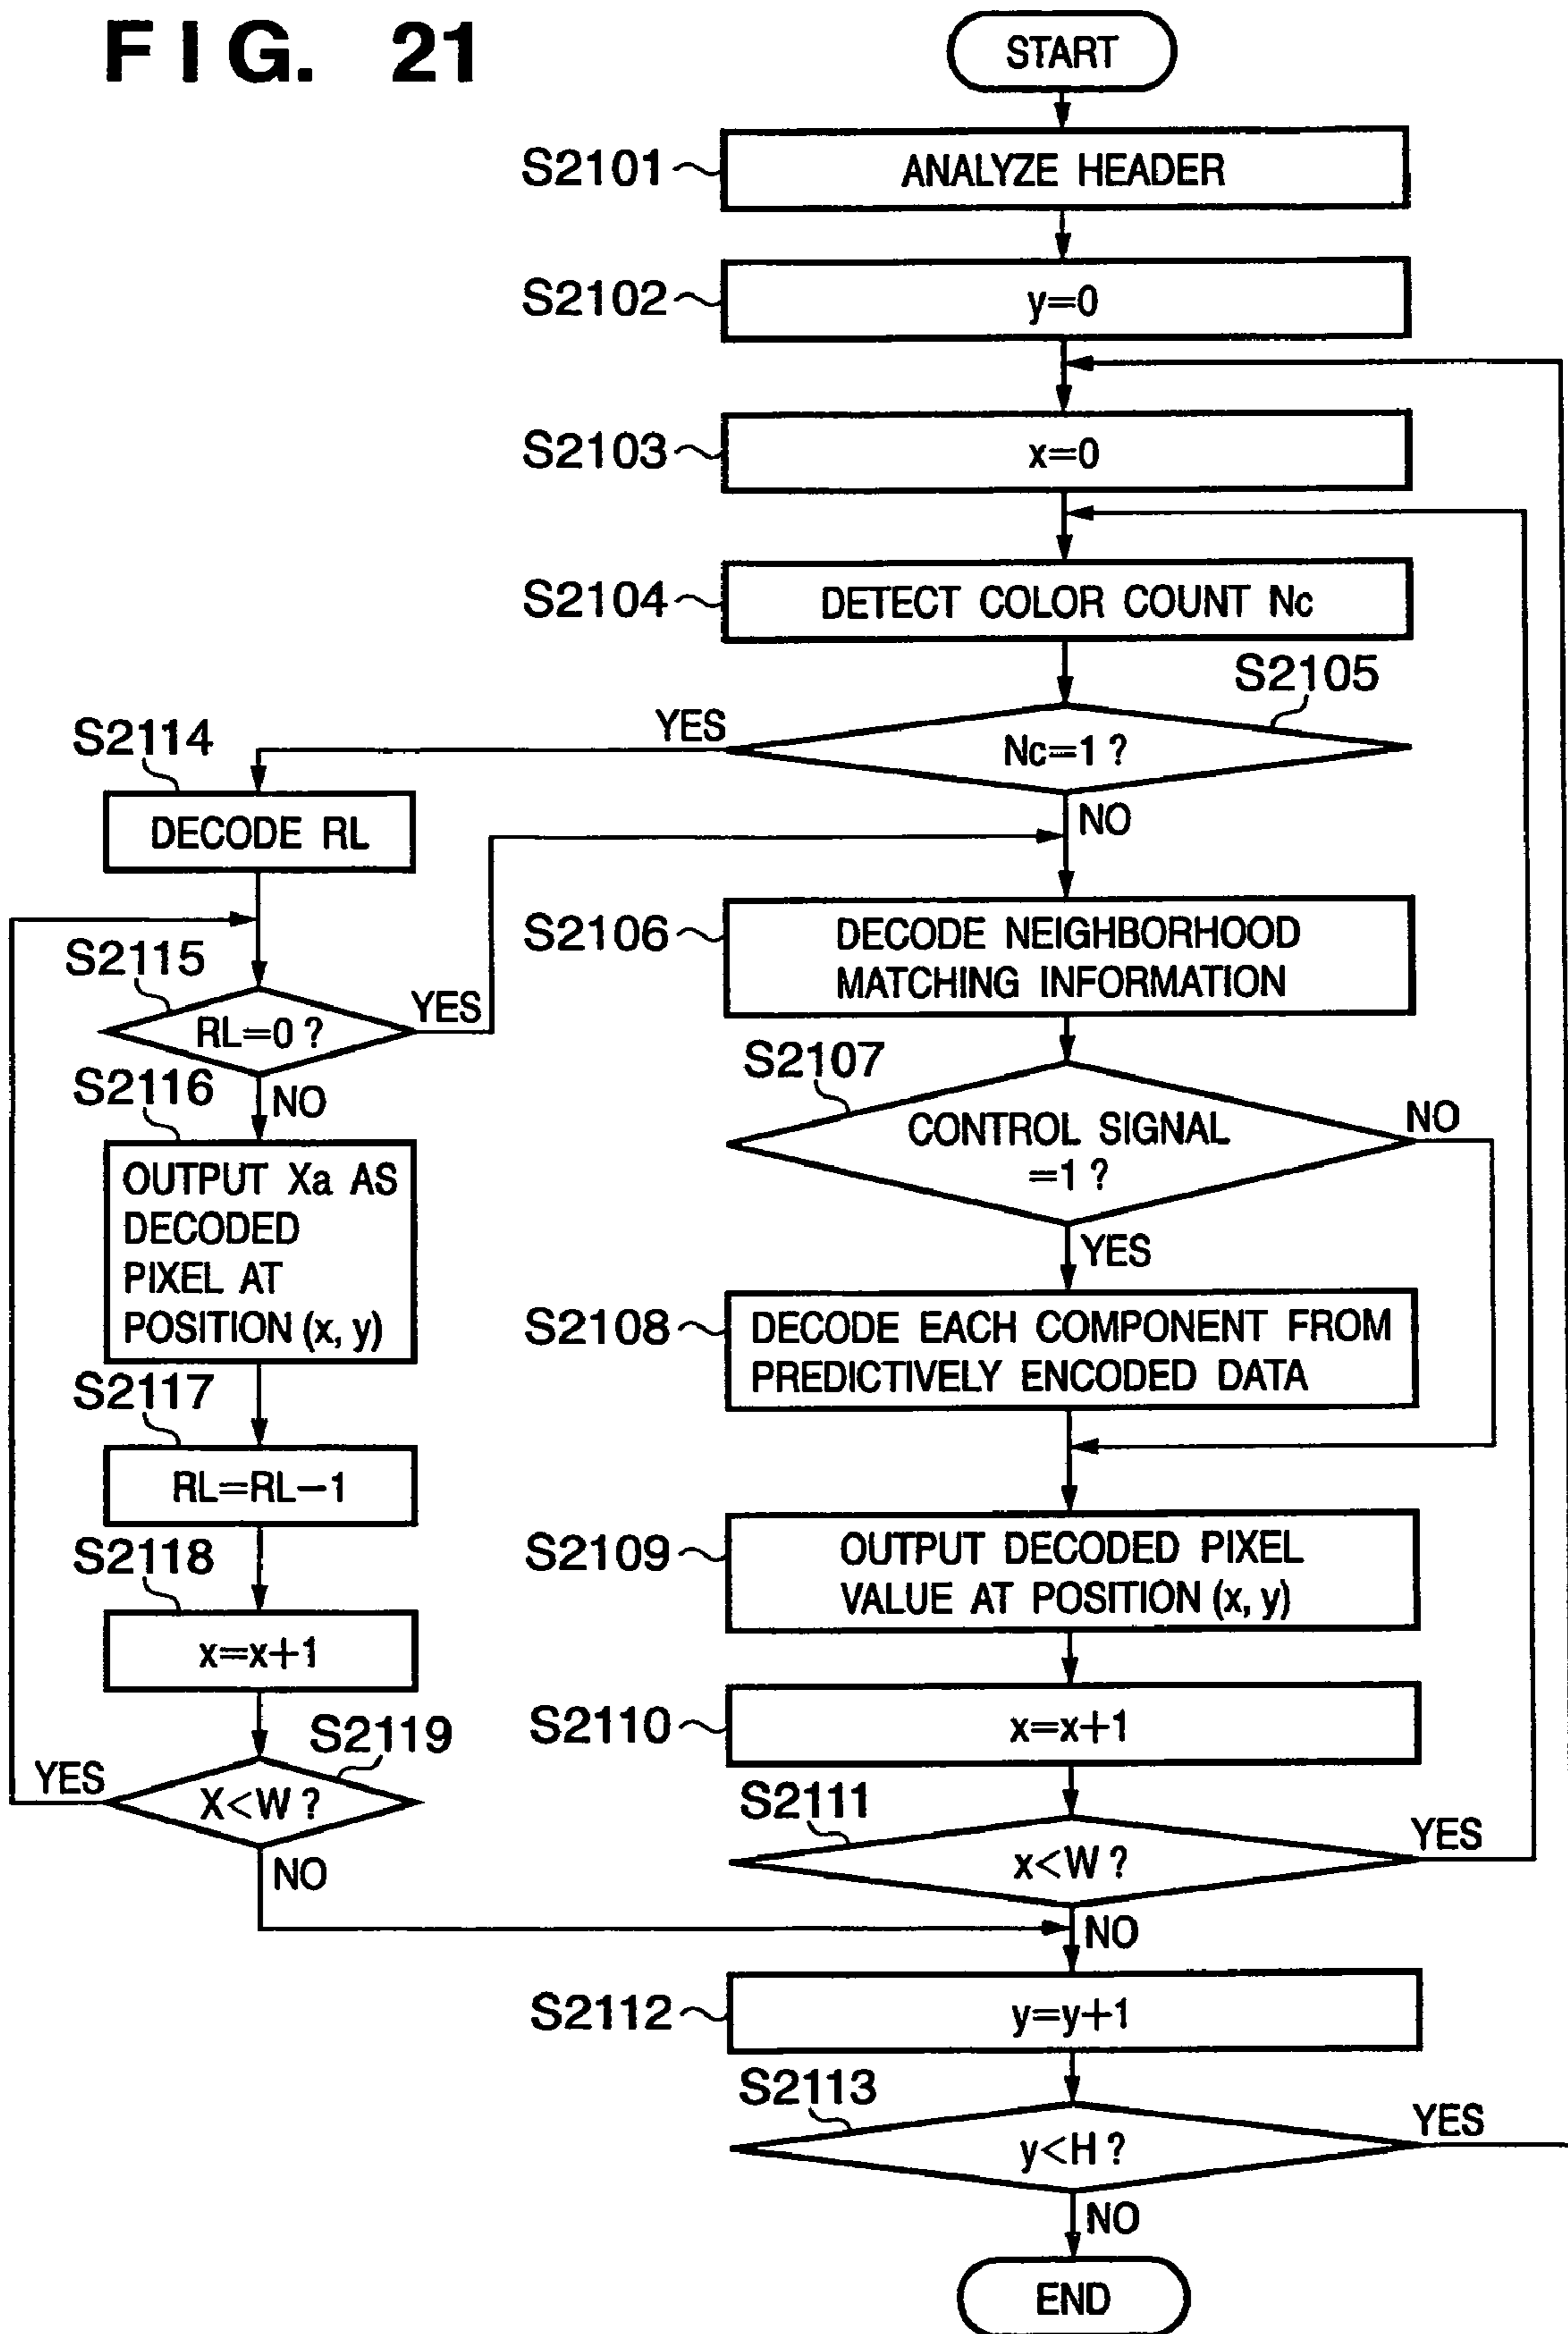 FIG. 21
START
S2101
ANALYZE HEADER
S2102
y=0
S2103
x=0
S2104
DETECT COLOR COUNT Nc
S2105
Nc=1 ?
YES
NO
S2114
DECODE RL
S2115
RL=0 ?
YES
NO
S2116
OUTPUT Xa AS
DECODED
PIXEL AT
POSITION (x, y)
S2117
RL=RL−1
S2118
x=x+1
S2119
X<W ?
YES
NO
S2106
DECODE NEIGHBORHOOD
MATCHING INFORMATION
S2107
CONTROL SIGNAL
=1 ?
NO
YES
S2108
DECODE EACH COMPONENT FROM
PREDICTIVELY ENCODED DATA
S2109
OUTPUT DECODED PIXEL
VALUE AT POSITION (x, y)
S2110
x=x+1
S2111
x<W ?
YES
NO
S2112
y=y+1
S2113
y<H ?
YES
NO
END